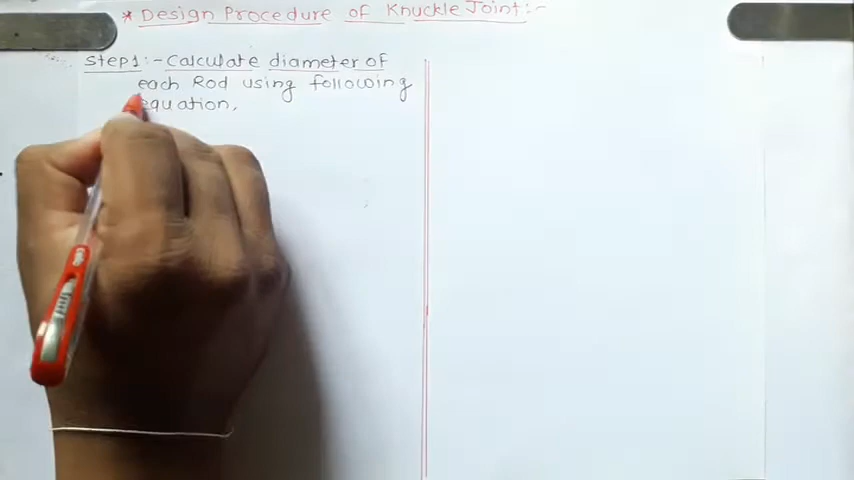 * Design Procedure of Knuckle Joint:-
Step1:- Calculate diameter of
each Rod using following
equation,